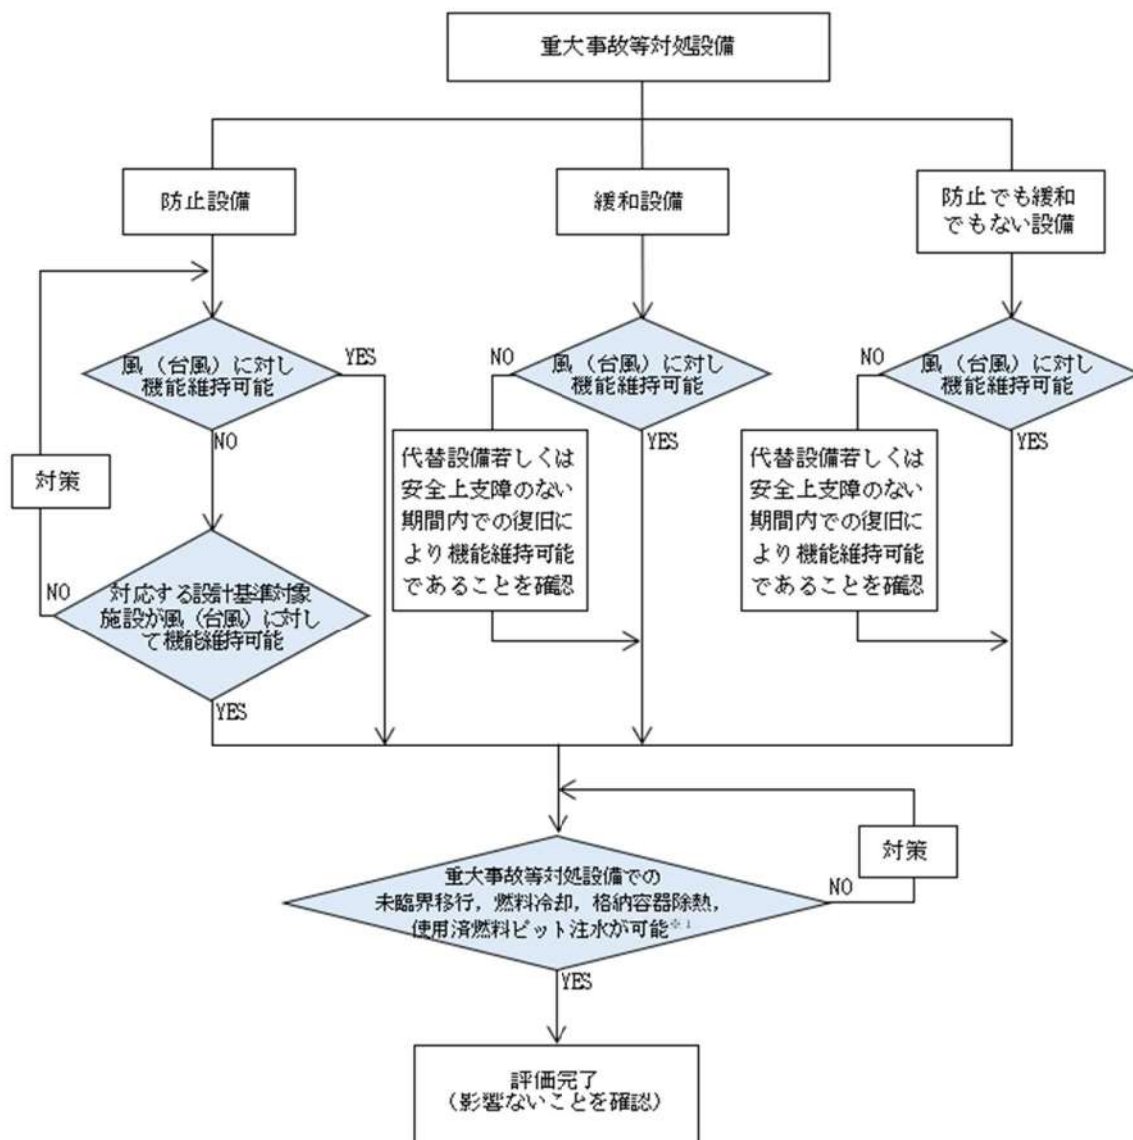 重大事故等対処設備
防止設備
緩和設備
防止でも緩和
でもない設備
風（台風）に対し
機能維持可能
YES
NO
対策
対応する設計基準対象
施設が風（台風）に対し
て機能維持可能
NO
YES
風（台風）に対し
機能維持可能
NO
YES
代替設備若しくは
安全上支障のない
期間内での復旧に
より機能維持可能
であることを確認
風（台風）に対し
機能維持可能
NO
YES
代替設備若しくは
安全上支障のない
期間内での復旧に
より機能維持可能
であることを確認
重大事故等対処設備での
未臨界移行，燃料冷却，格納容器除熱，
使用済燃料ピット注水が可能※1
NO
対策
YES
評価完了
（影響ないことを確認）